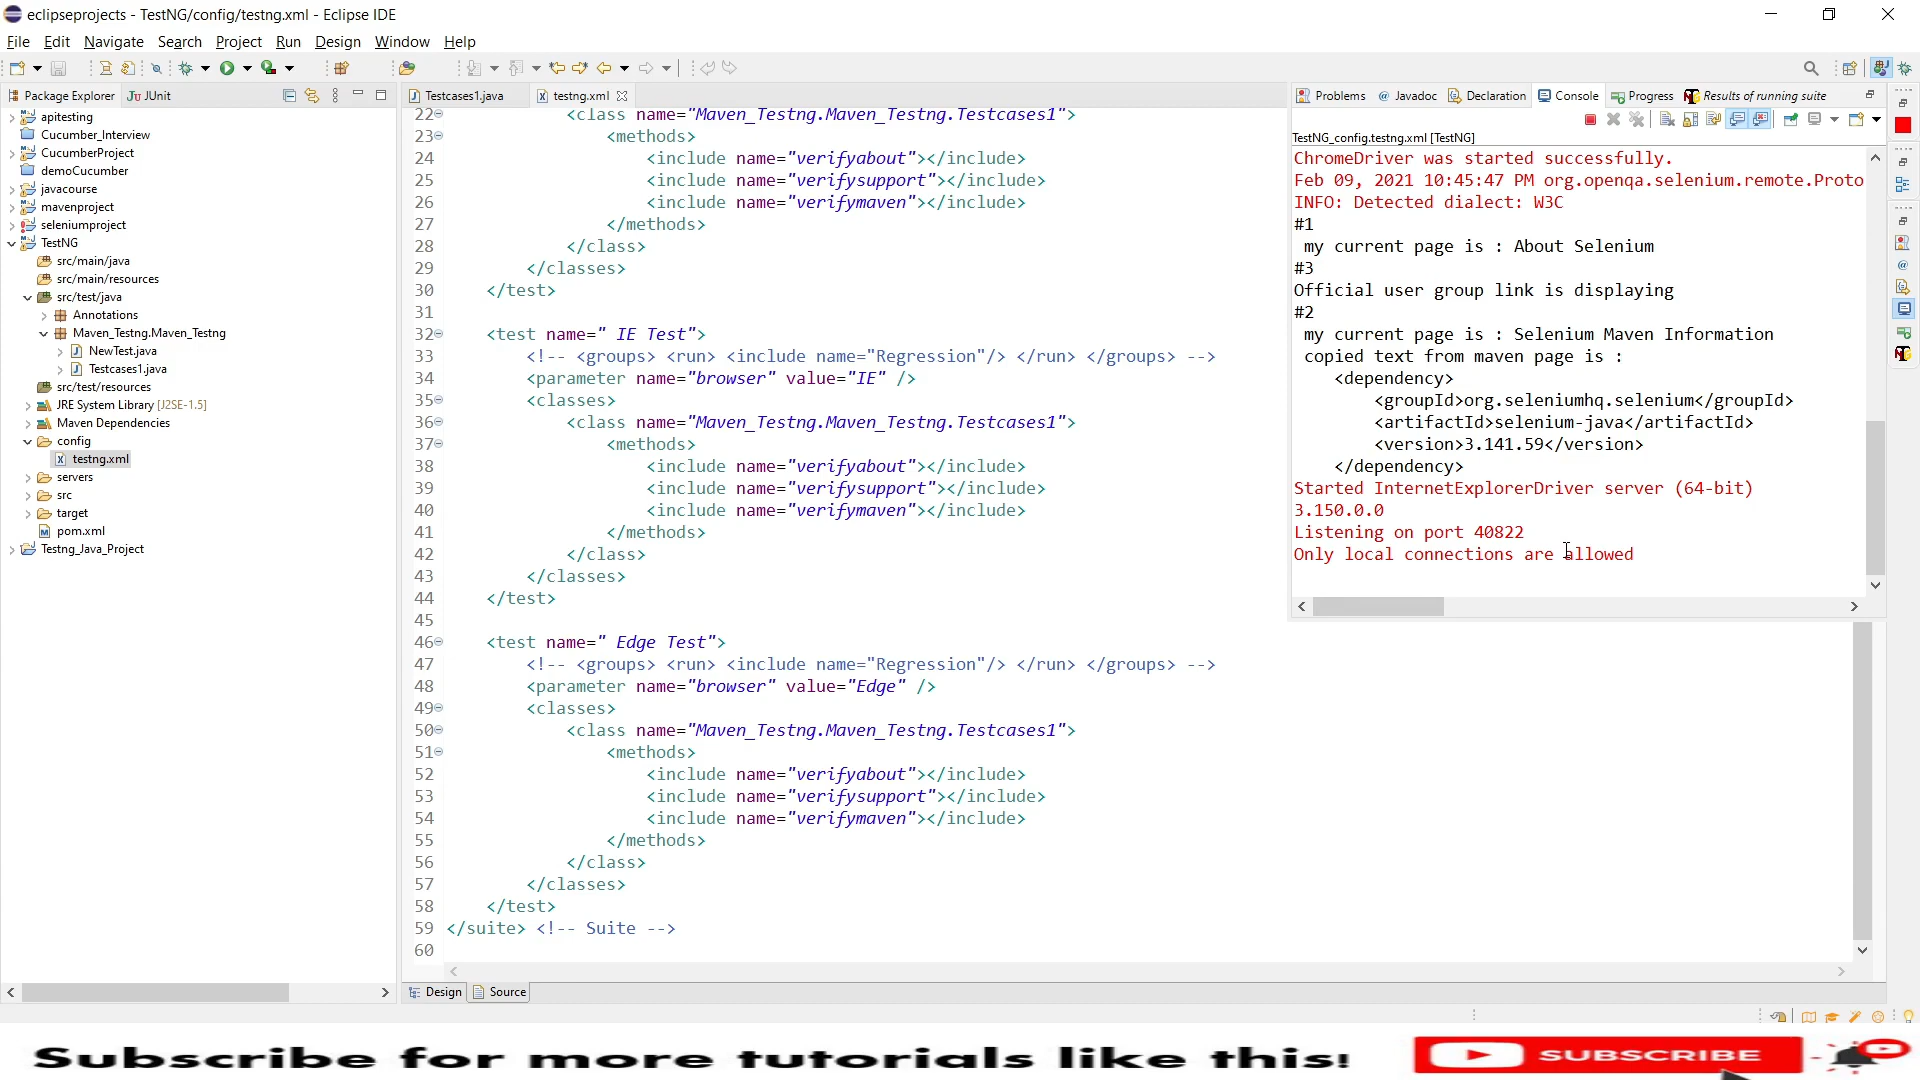 eclipseprojects - TestNG/config/testng.xml - Eclipse IDE
File Edit Navigate Search Project Run Design Window Help
Package Explorer JUnit
apitesting
Cucumber_Interview
CucumberProject
demoCucumber
javacourse
mavenproject
seleniumproject
TestNG
src/main/java
src/main/resources
src/test/java
Annotations
Maven_Testng.Maven_Testng
NewTest.java
Testcases1.java
src/test/resources
JRE System Library [J2SE-1.5]
Maven Dependencies
config
testng.xml
servers
src
target
pom.xml
Testng_Java_Project
Testcases1.java testng.xml
22 <class name="Maven_Testng.Maven_Testng.Testcases1">
23 <methods>
24 <include name="verifyabout"></include>
25 <include name="verifysupport"></include>
26 <include name="verifymaven"></include>
27 </methods>
28 </class>
29 </classes>
30 </test>
31
32 <test name=" IE Test">
33 <!-- <groups> <run> <include name="Regression"/> </run> </groups> -->
34 <parameter name="browser" value="IE" />
35 <classes>
36 <class name="Maven_Testng.Maven_Testng.Testcases1">
37 <methods>
38 <include name="verifyabout"></include>
39 <include name="verifysupport"></include>
40 <include name="verifymaven"></include>
41 </methods>
42 </class>
43 </classes>
44 </test>
45
46 <test name=" Edge Test">
47 <!-- <groups> <run> <include name="Regression"/> </run> </groups> -->
48 <parameter name="browser" value="Edge" />
49 <classes>
50 <class name="Maven_Testng.Maven_Testng.Testcases1">
51 <methods>
52 <include name="verifyabout"></include>
53 <include name="verifysupport"></include>
54 <include name="verifymaven"></include>
55 </methods>
56 </class>
57 </classes>
58 </test>
59 </suite> <!-- Suite -->
60
Design Source
Problems Javadoc Declaration Console Progress Results of running suite
TestNG_config.testng.xml [TestNG]
ChromeDriver was started successfully.
Feb 09, 2021 10:45:47 PM org.openqa.selenium.remote.Proto
INFO: Detected dialect: W3C
#1
my current page is : About Selenium
#3
Official user group link is displaying
#2
my current page is : Selenium Maven Information
copied text from maven page is :
<dependency>
<groupId>org.seleniumhq.selenium</groupId>
<artifactId>selenium-java</artifactId>
<version>3.141.59</version>
</dependency>
Started InternetExplorerDriver server (64-bit)
3.150.0.0
Listening on port 40822
Only local connections are allowed
Subscribe for more tutorials like this!
SUBSCRIBE